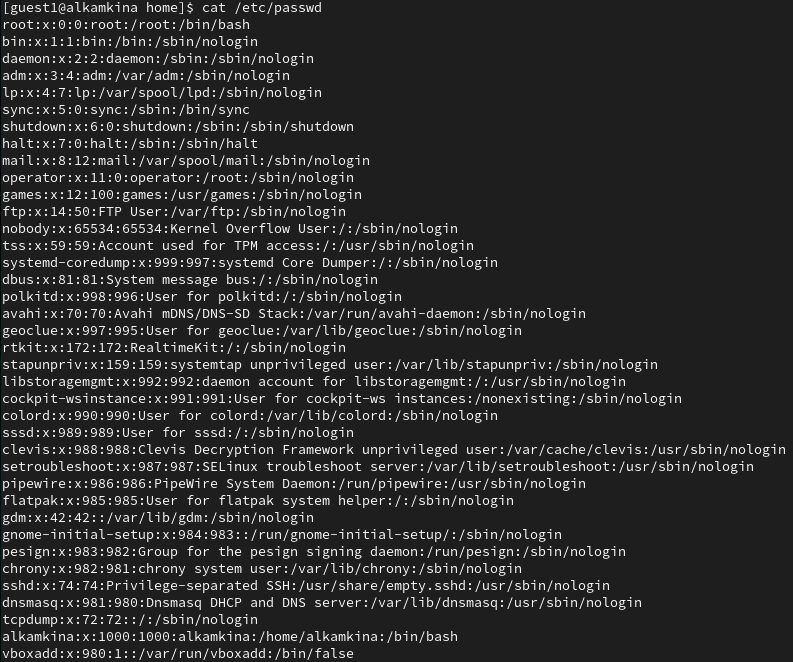 [guest1@alkamkina home]$ cat /etc/passwd
root:x:0:0:root:/root:/bin/bash
bin:x:1:1:bin:/bin:/sbin/nologin
daemon:x:2:2:daemon:/sbin:/sbin/nologin
adm:x:3:4:adm:/var/adm:/sbin/nologin
lp:x:4:7:lp:/var/spool/lpd:/sbin/nologin
sync:x:5:0:sync:/sbin:/bin/sync
shutdown:x:6:0:shutdown:/sbin:/sbin/shutdown
halt:x:7:0:halt:/sbin:/sbin/halt
mail:x:8:12:mail:/var/spool/mail:/sbin/nologin
operator:x:11:0:operator:/root:/sbin/nologin
games:x:12:100:games:/usr/games:/sbin/nologin
ftp:x:14:50:FTP User:/var/ftp:/sbin/nologin
nobody:x:65534:65534:Kernel Overflow User:/:/sbin/nologin
tss:x:59:59:Account used for TPM access:/:/usr/sbin/nologin
systemd-coredump:x:999:997:systemd Core Dumper:/:/sbin/nologin
dbus:x:81:81:System message bus:/:/sbin/nologin
polkitd:x:998:996:User for polkitd:/:/sbin/nologin
avahi:x:70:70:Avahi mDNS/DNS-SD Stack:/var/run/avahi-daemon:/sbin/nologin
geoclue:x:997:995:User for geoclue:/var/lib/geoclue:/sbin/nologin
rtkit:x:172:172:RealtimeKit:/:/sbin/nologin
stapunpriv:x:159:159:systemtap unprivileged user:/var/lib/stapunpriv:/sbin/nologin
libstoragemgmt:x:992:992:daemon account for libstoragemgmt:/:/usr/sbin/nologin
cockpit-wsinstance:x:991:991:User for cockpit-ws instances:/nonexisting:/sbin/nologin
colord:x:990:990:User for colord:/var/lib/colord:/sbin/nologin
sssd:x:989:989:User for sssd:/:/sbin/nologin
clevis:x:988:988:Clevis Decryption Framework unprivileged user:/var/cache/clevis:/usr/sbin/nologin
setroubleshoot:x:987:987:SELinux troubleshoot server:/var/lib/setroubleshoot:/usr/sbin/nologin
pipewire:x:986:986:PipeWire System Daemon:/run/pipewire:/usr/sbin/nologin
flatpak:x:985:985:User for flatpak system helper:/:/sbin/nologin
gdm:x:42:42::/var/lib/gdm:/sbin/nologin
gnome-initial-setup:x:984:983::/run/gnome-initial-setup/:/sbin/nologin
pesign:x:983:982:Group for the pesign signing daemon:/run/pesign:/sbin/nologin
chrony:x:982:981:chrony system user:/var/lib/chrony:/sbin/nologin
sshd:x:74:74:Privilege-separated SSH:/usr/share/empty.sshd:/usr/sbin/nologin
dnsmasq:x:981:980:Dnsmasq DHCP and DNS server:/var/lib/dnsmasq:/usr/sbin/nologin
tcpdump:x:72:72::/:/sbin/nologin
alkamkina:x:1000:1000:alkamkina:/home/alkamkina:/bin/bash
vboxadd:x:980:1::/var/run/vboxadd:/bin/false